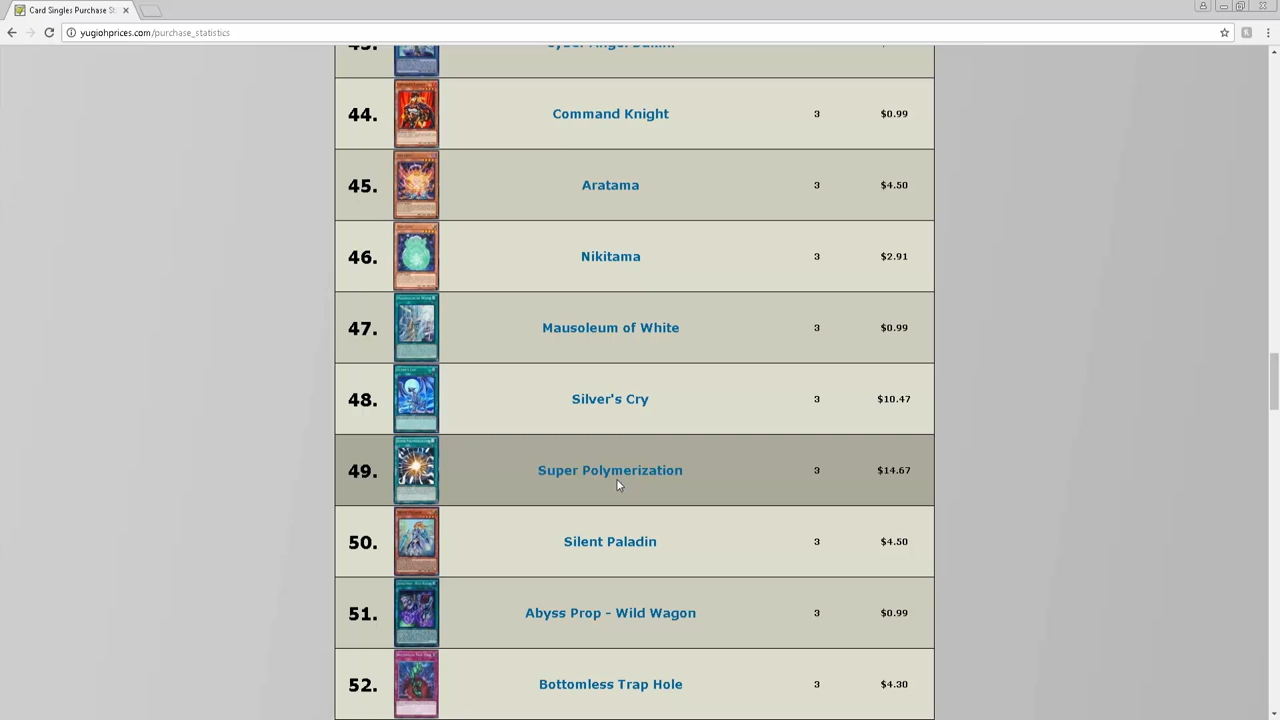 Card Singles Purchase St
yugiohprices.com/purchase_statistics
44. Command Knight 3 $0.99
45. Aratama 3 $4.50
46. Nikitama 3 $2.91
47. Mausoleum of White 3 $0.99
48. Silver's Cry 3 $10.47
49. Super Polymerization 3 $14.67
50. Silent Paladin 3 $4.50
51. Abyss Prop - Wild Wagon 3 $0.99
52. Bottomless Trap Hole 3 $4.30